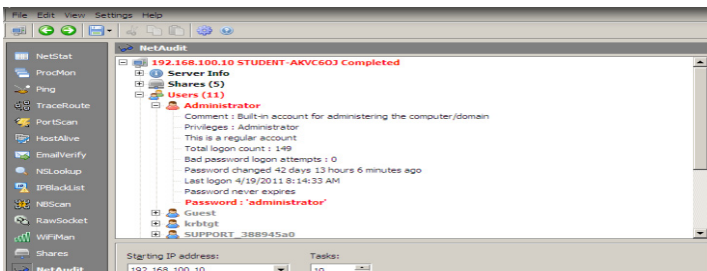 File Edit View Settings Help
NetAudit
NetStat
ProcMon
Ping
TraceRoute
PortScan
HostAlive
EmailVerify
NSLookup
IPBlackList
NBScan
RawSocket
WiFiMan
Shares
NetAudit
192.168.100.10 STUDENT-AKVC6OJ Completed
Server Info
Shares (5)
Users (11)
Administrator
Comment : Built-in account for administering the computer/domain
Privileges : Administrator
This is a regular account
Total logon count : 149
Bad password logon attempts : 0
Password changed 42 days 13 hours 6 minutes ago
Last logon 4/19/2011 8:14:33 AM
Password never expires
Password : 'administrator'
Guest
krbtgt
SUPPORT_388945a0
Starting IP address:
Tasks:
192.168.100.10
10